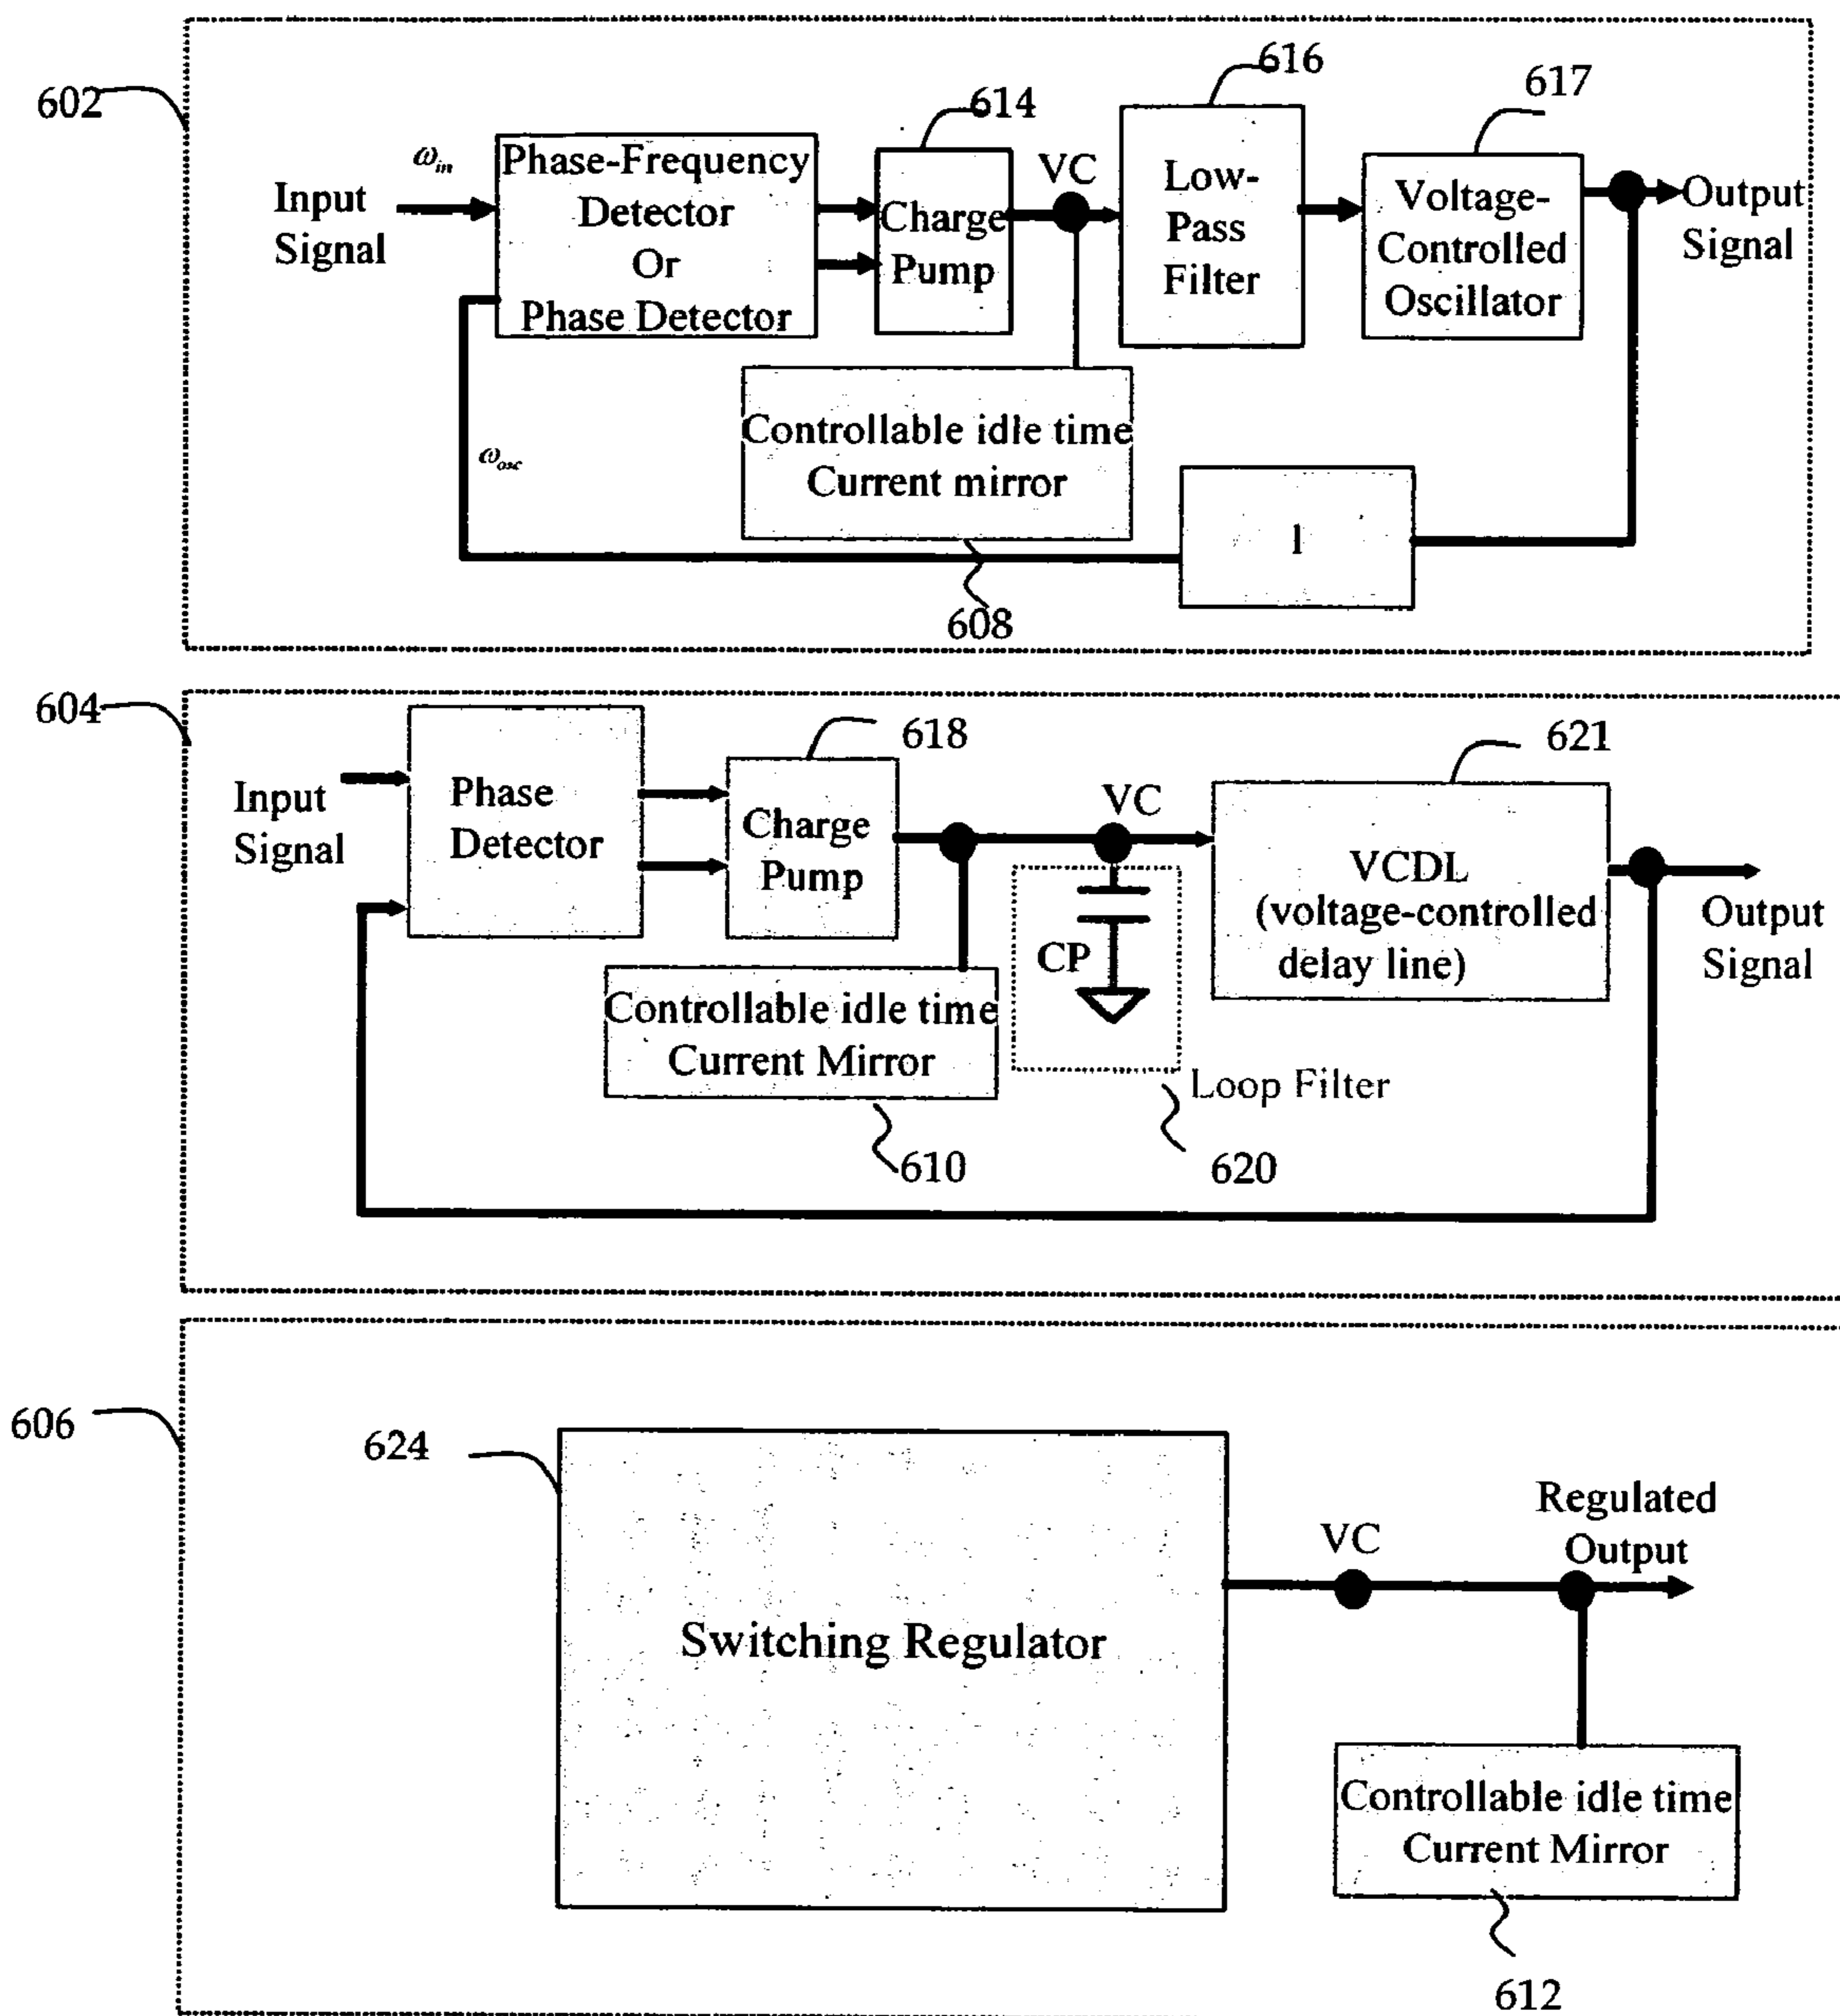 602
616
617
614
ω_in
Phase-Frequency
Detector
Or
Phase Detector
Input
Signal
Charge
Pump
VC
Low-
Pass
Filter
Voltage-
Controlled
Oscillator
Output
Signal
Controllable idle time
Current mirror
ω_osc
1
608
604
618
621
Input
Signal
Phase
Detector
Charge
Pump
VC
VCDL
(voltage-controlled
delay line)
Output
Signal
CP
Controllable idle time
Current Mirror
Loop Filter
610
620
606
624
Switching Regulator
VC
Regulated
Output
Controllable idle time
Current Mirror
612